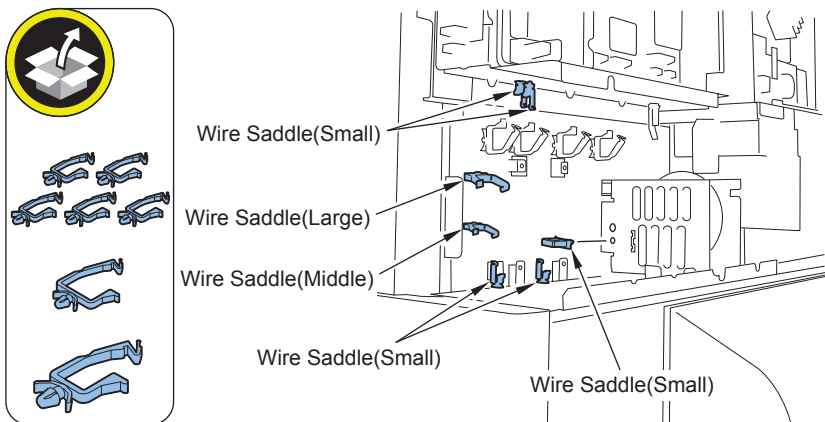 Wire Saddle(Small)
Wire Saddle(Large)
Wire Saddle(Middle)
Wire Saddle(Small)
Wire Saddle(Small)